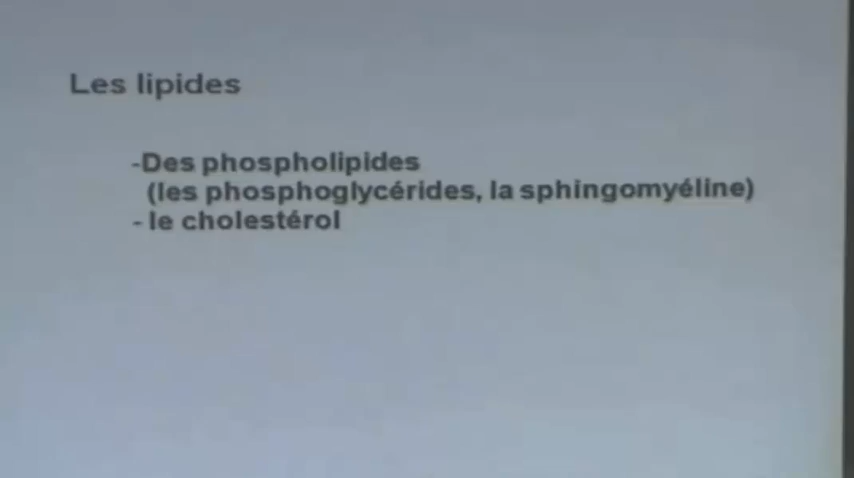 Les lipides
-Des phospholipides
(les phosphoglycérides, la sphingomyéline)
- le cholestérol